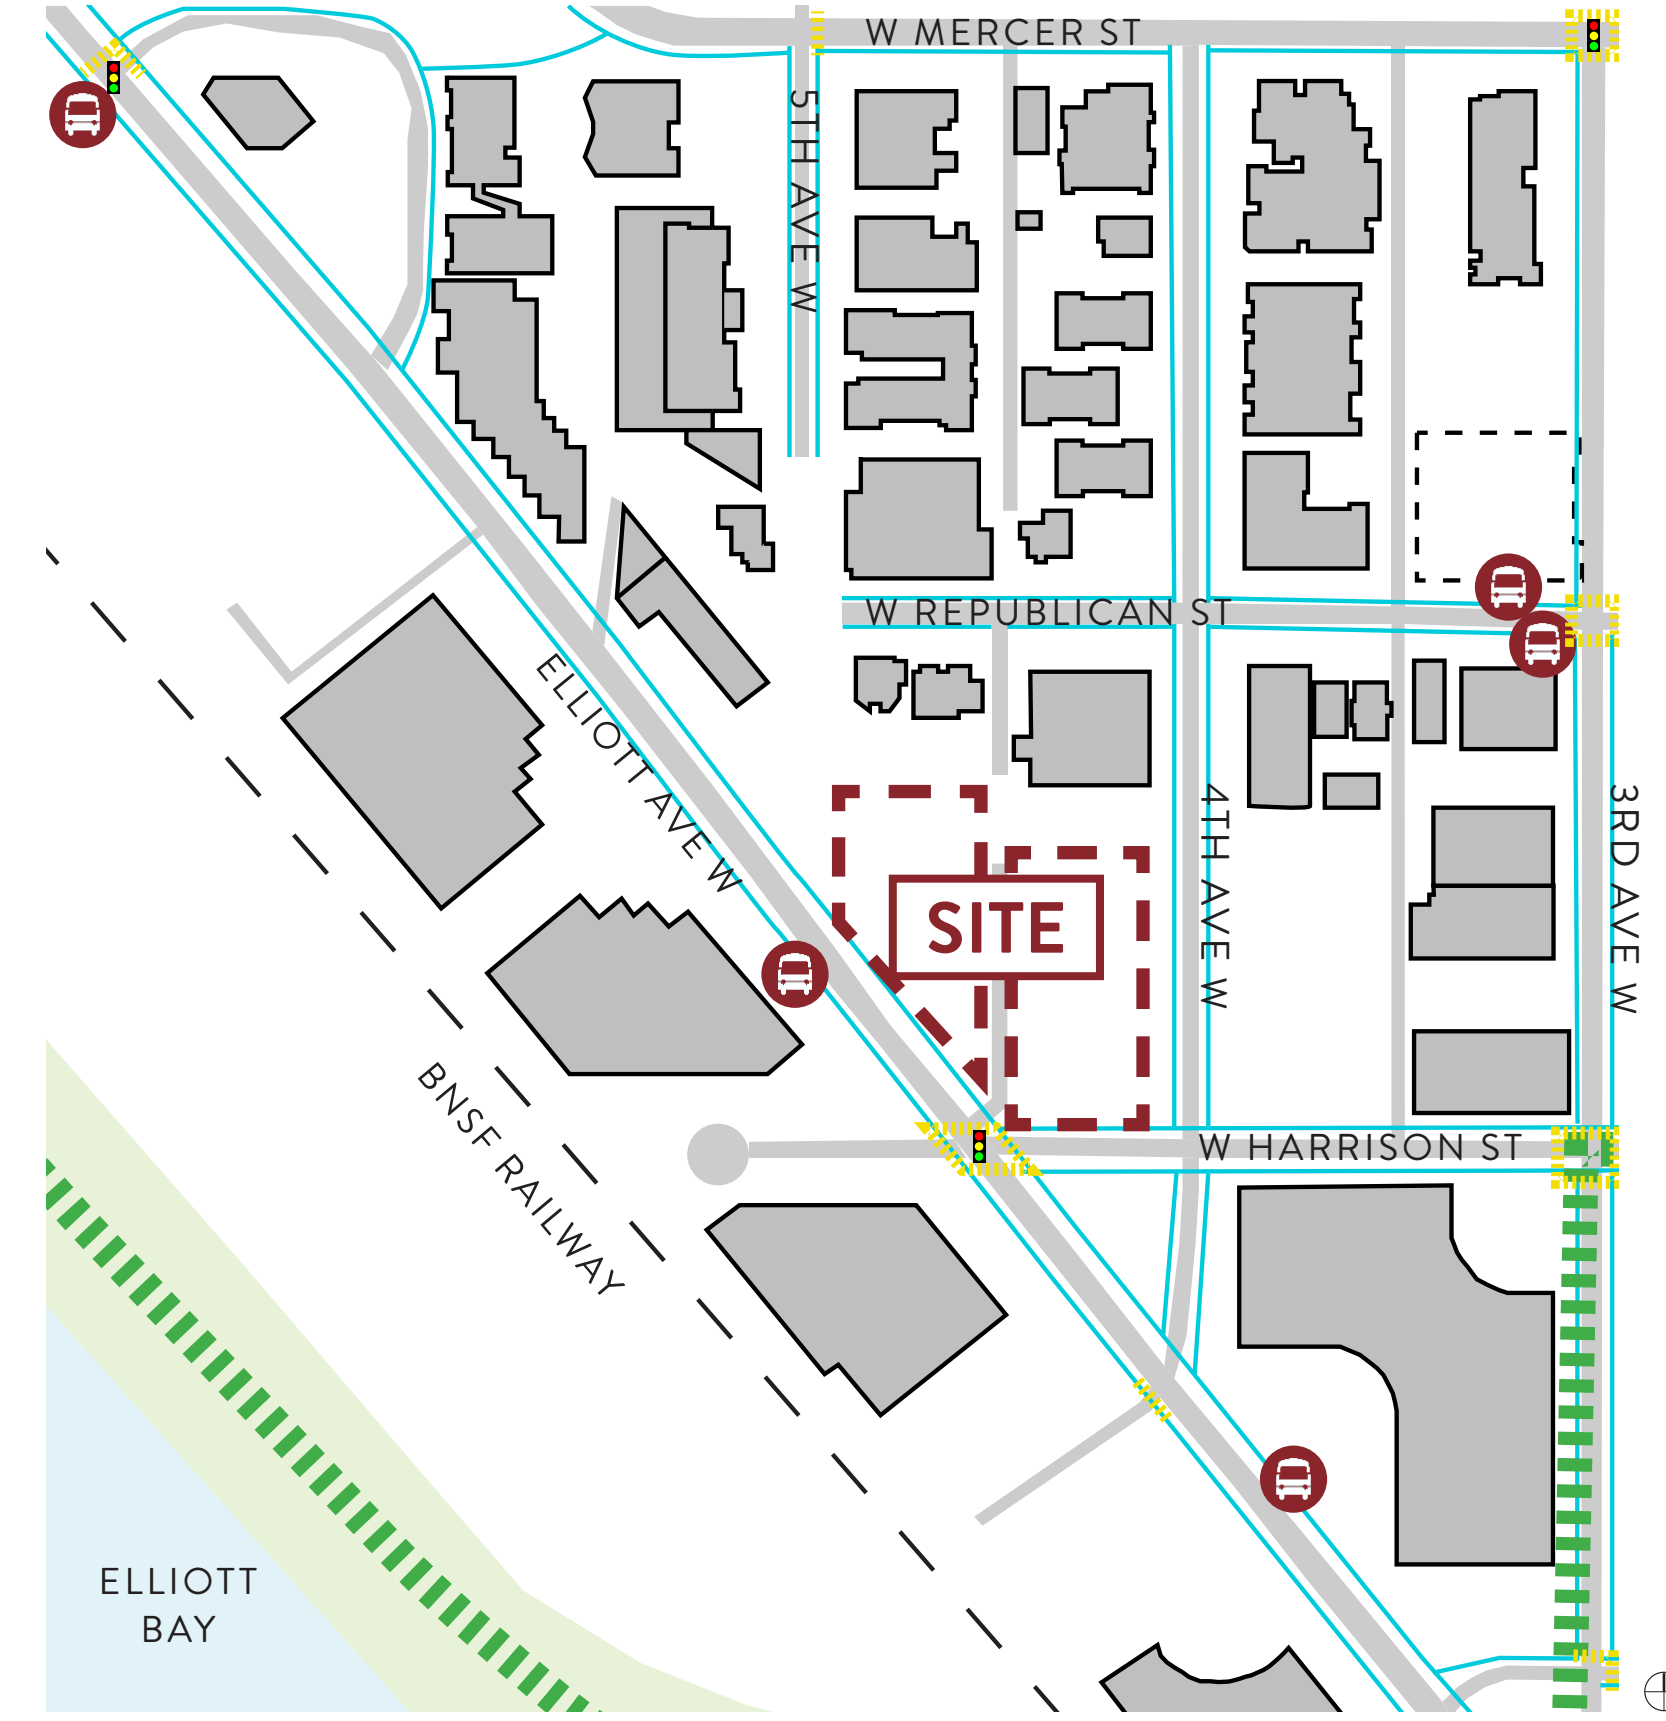 W MERCER ST
5TH AVE W
W REPUBLICAN ST
ELLIOTT AVE W
4TH AVE W
3RD AVE W
SITE
BNSF RAILWAY
W HARRISON ST
ELLIOTT
BAY